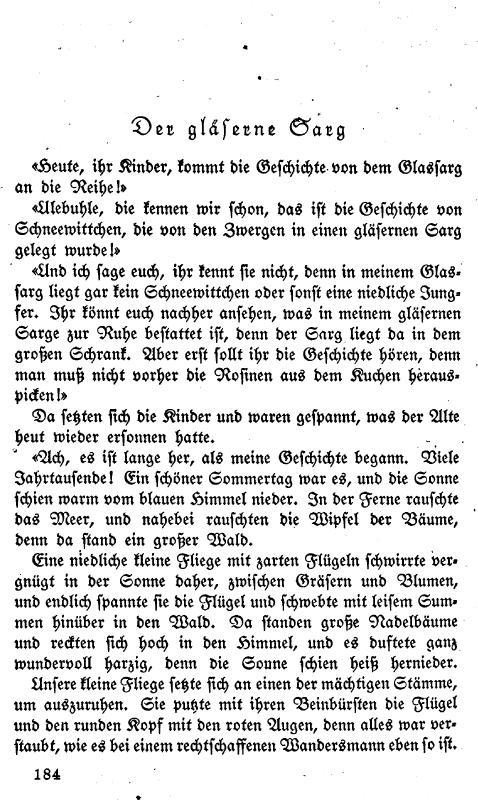 Der gläserne Sarg
«Heute, ihr Kinder, kommt die Geschichte von dem Glassarg
an die Reihe!»
«Ulebuhle, die kennen wir schon, das ist die Geschichte von
Schneewittchen, die von den Zwergen in einen gläsernen Sarg
gelegt wurde!»
«Und ich sage euch, ihr kennt sie nicht, denn in meinem Glas-
sarg liegt gar kein Schneewittchen oder sonst eine niedliche Jung-
fer. Ihr könnt euch nachher ansehen, was in meinem gläsernen
Sarge zur Ruhe bestattet ist, denn der Sarg liegt da in dem
großen Schrank. Aber erst sollt ihr die Geschichte hören, denn
man muß nicht vorher die Rosinen aus dem Kuchen heraus-
picken!»
Da setzten sich die Kinder und waren gespannt, was der Alte
heut wieder ersonnen hatte.
«Ach, es ist lange her, als meine Geschichte begann. Viele
Jahrtausende! Ein schöner Sommertag war es, und die Sonne
schien warm vom blauen Himmel nieder. In der Ferne rauschte
das Meer, und nahebei rauschten die Wipfel der Bäume,
denn da stand ein großer Wald.
Eine niedliche kleine Fliege mit zarten Flügeln schwirrte ver-
gnügt in der Sonne daher, zwischen Gräsern und Blumen,
und endlich spannte sie die Flügel und schwebte mit leisem Sum-
men hinüber in den Wald. Da standen große Nadelbäume
und reckten sich hoch in den Himmel, und es duftete ganz
wundervoll harzig, denn die Sonne schien heiß hernieder.
Unsere kleine Fliege setzte sich an einen der mächtigen Stämme,
um auszuruhen. Sie putzte mit ihren Beinbürsten die Flügel
und den runden Kopf mit den roten Augen, denn alles war ver-
staubt, wie es bei einem rechtschaffenen Wandersmann eben so ist.
184